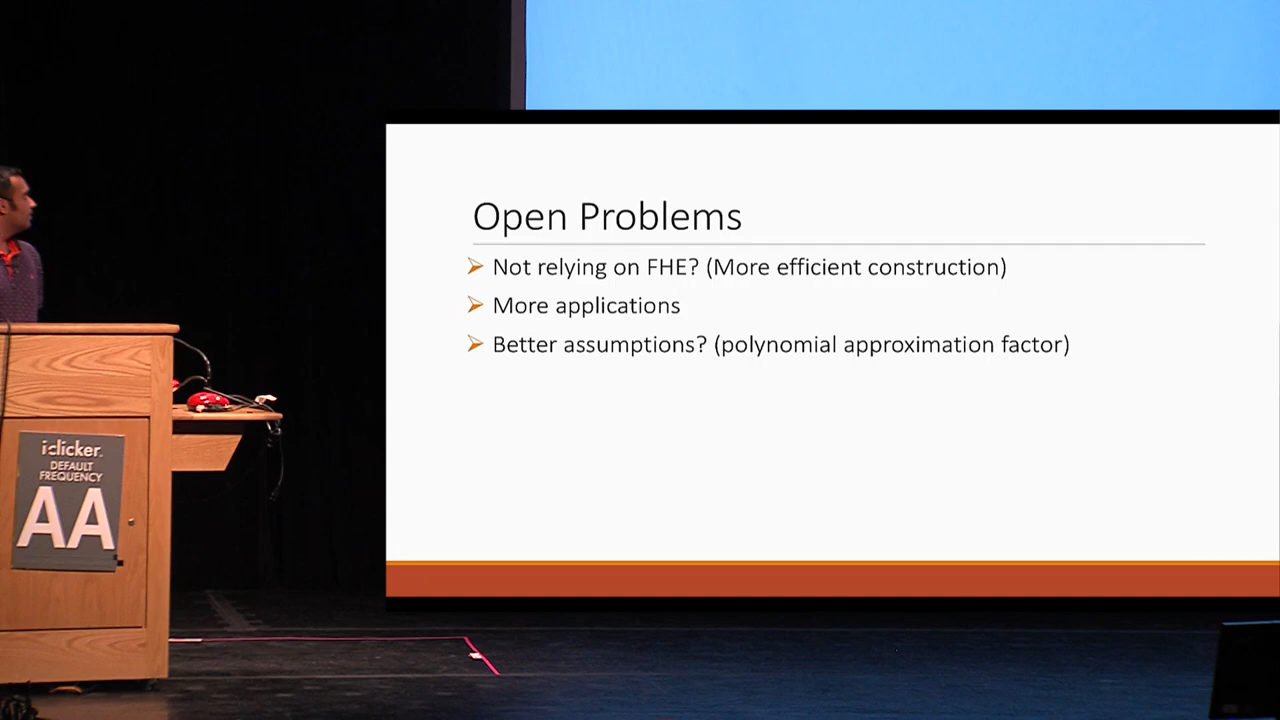 Open Problems
Not relying on FHE? (More efficient construction)
More applications
Better assumptions? (polynomial approximation factor)
iclicker.
DEFAULT
FREQUENCY
AA